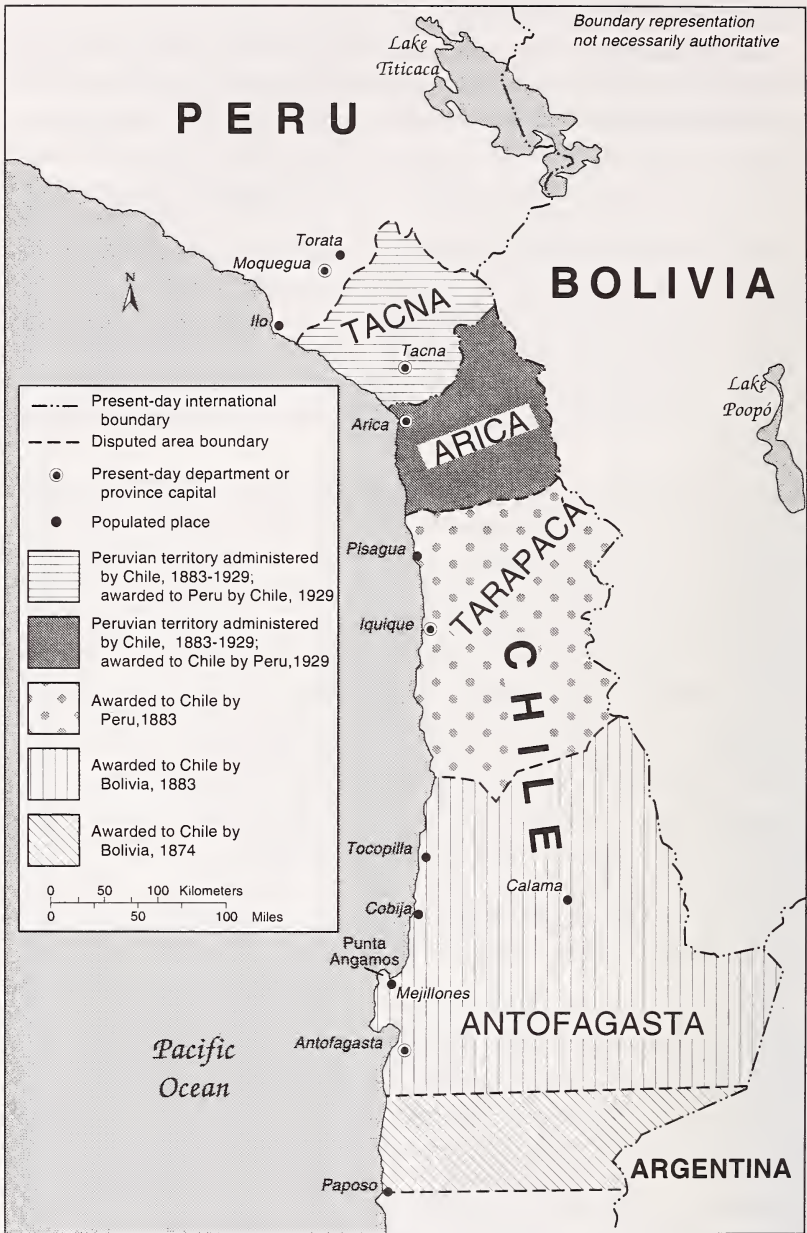 Boundary representation
not necessarily authoritative
Lake
Titicaca
PERU
BOLIVIA
Torata
Moquegua
N
Ilo
TACNA
Tacna
Lake
Poopó
Arica
ARICA
Pisagua
TARAPACÁ
Iquique
CHILE
Present-day international
boundary
Disputed area boundary
Present-day department or
province capital
Populated place
Peruvian territory administered
by Chile, 1883-1929;
awarded to Peru by Chile, 1929
Peruvian territory administered
by Chile, 1883-1929;
awarded to Chile by Peru,1929
Awarded to Chile by
Peru,1883
Awarded to Chile by
Bolivia, 1883
Awarded to Chile by
Bolivia, 1874
0 50 100 Kilometers
0 50 100 Miles
Tocopilla
Calama
Cobija
Punta
Angamos
Mejillones
ANTOFAGASTA
Antofagasta
Pacific
Ocean
ARGENTINA
Paposo